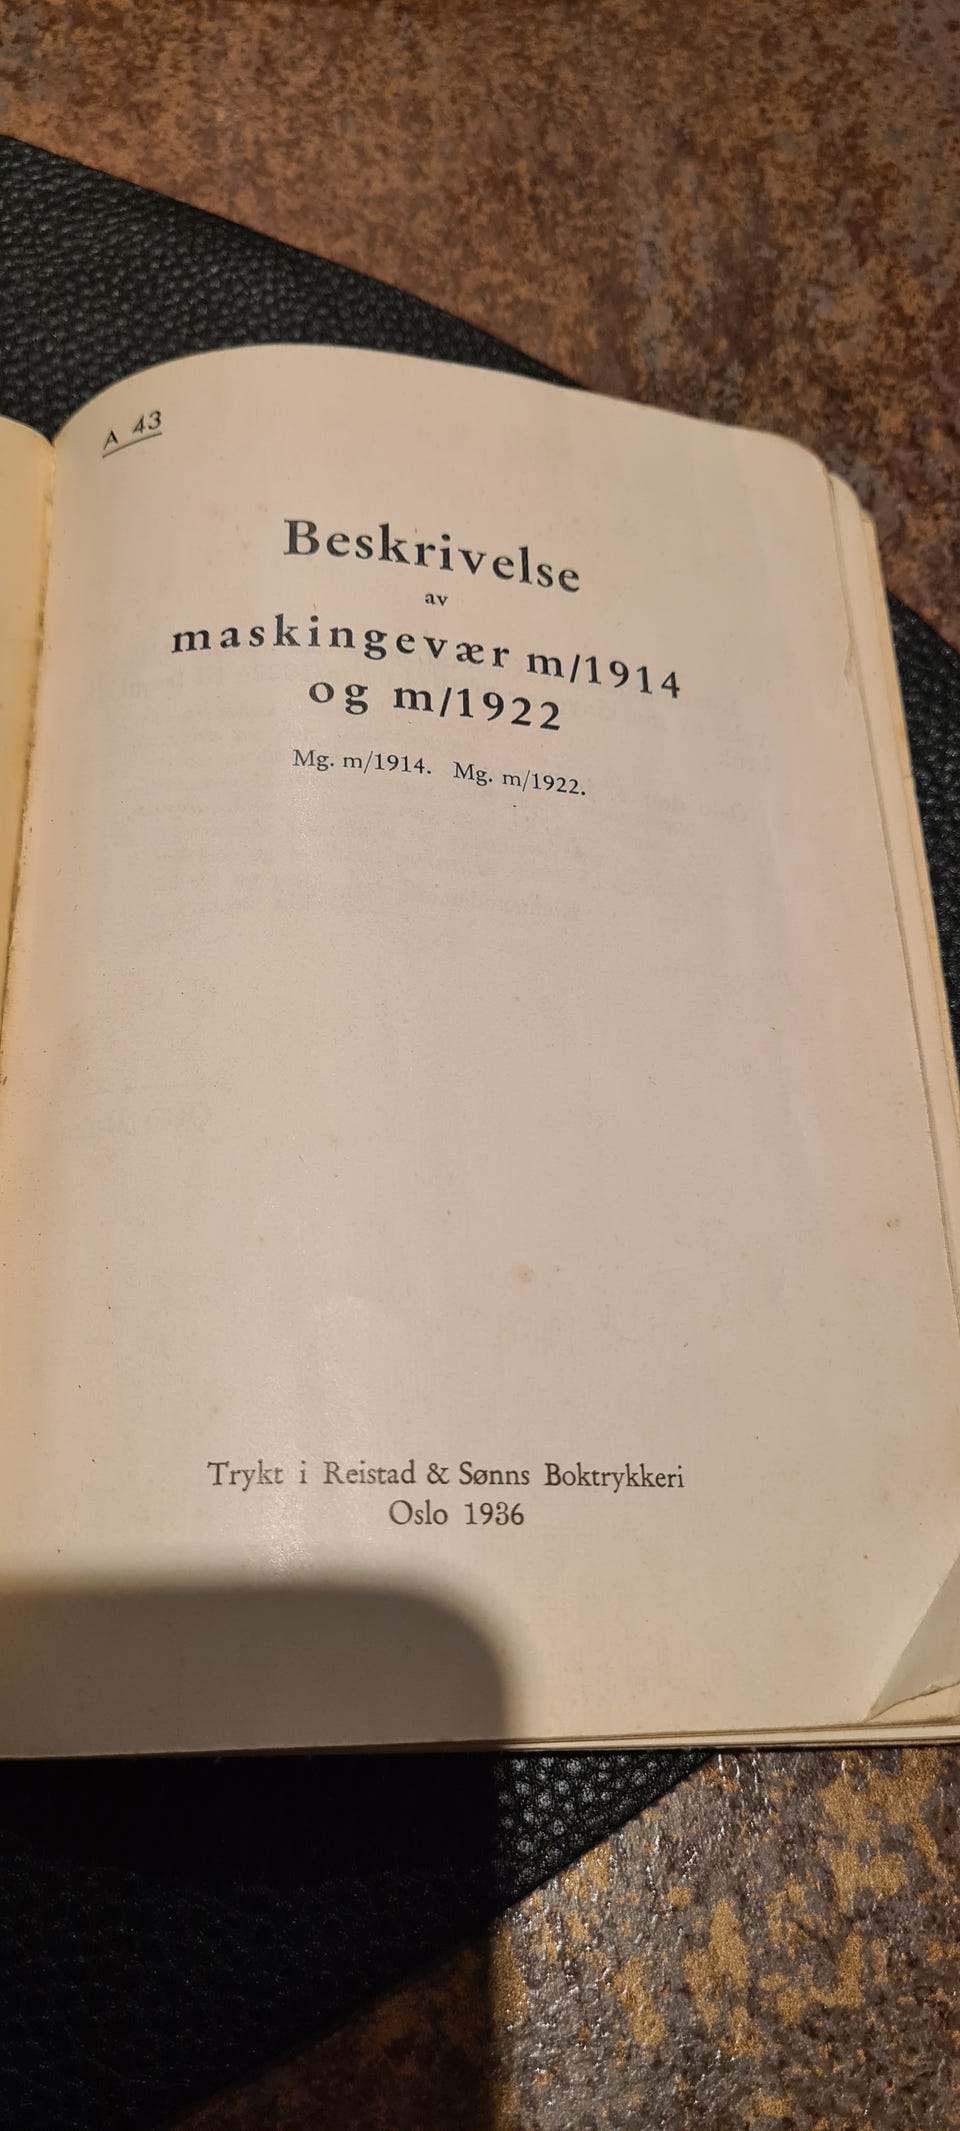 A 43
Beskrivelse
av
maskingevær m/1914
og m/1922
Mg. m/1914. Mg. m/1922.
Trykt i Reistad & Sønns Boktrykkeri
Oslo 1936